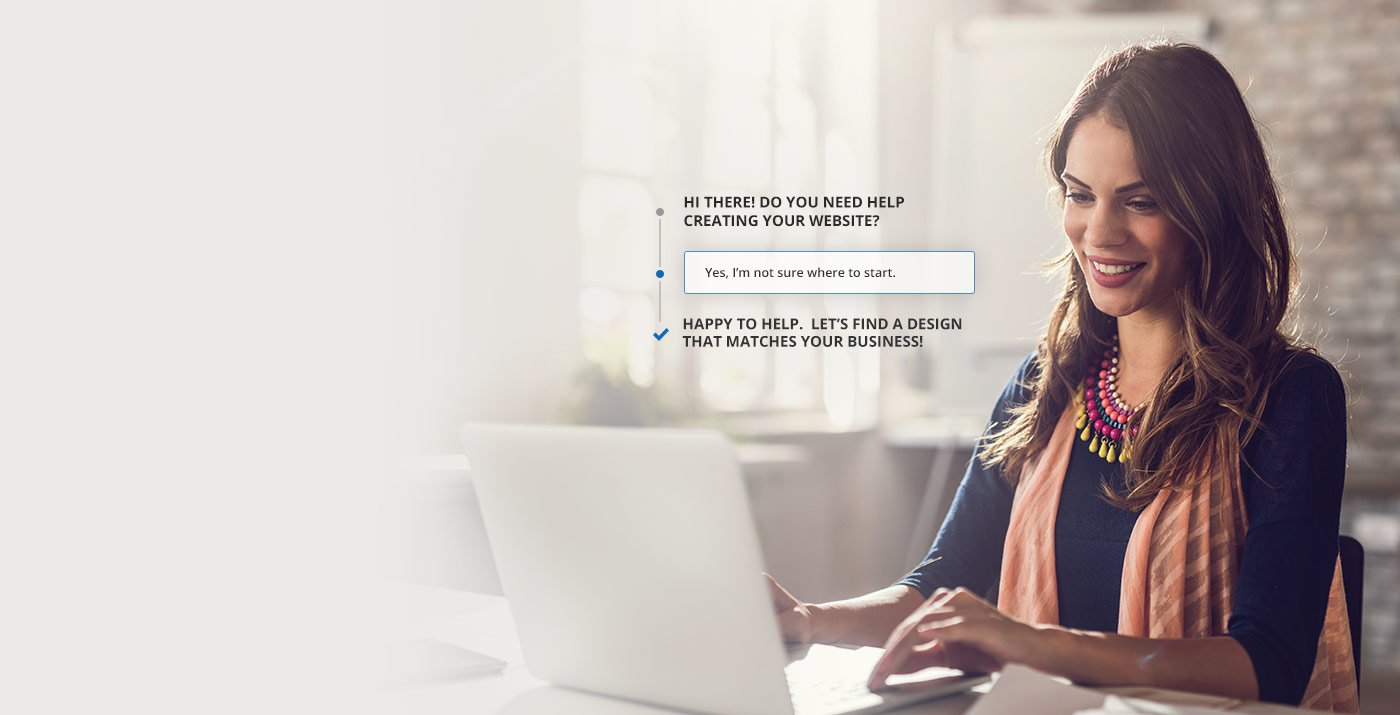 HI THERE! DO YOU NEED HELP
CREATING YOUR WEBSITE?
Yes, I’m not sure where to start.
HAPPY TO HELP.  LET’S FIND A DESIGN
THAT MATCHES YOUR BUSINESS!